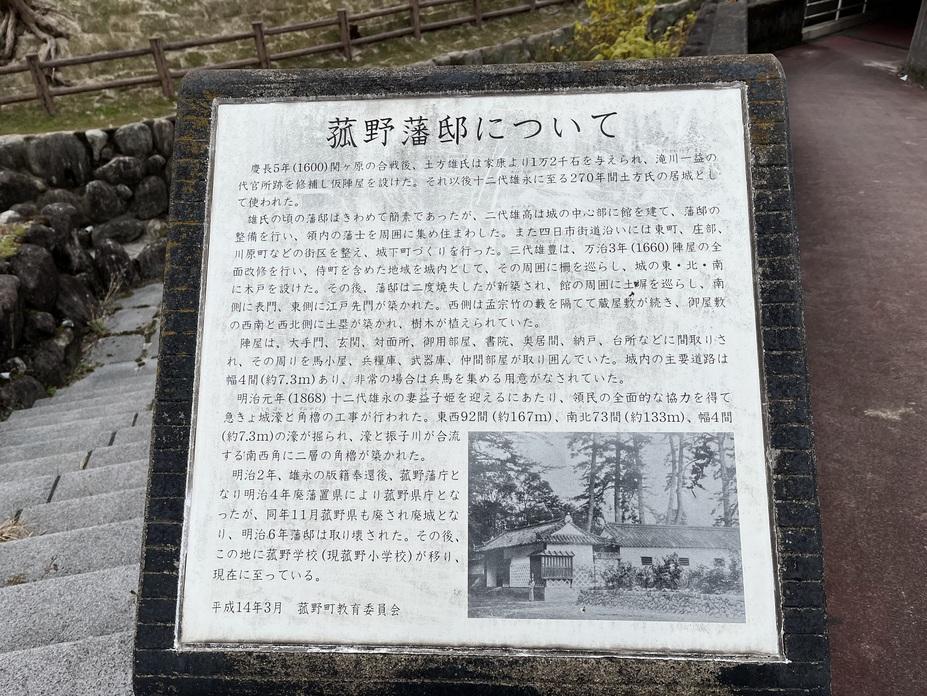 菰野藩邸について
慶長5年(1600)関ヶ原の合戦後、土方雄氏は家康より1万2千石を与えられ、滝川一益の
代官所跡を修補し仮陣屋を設けた。それ以後十二代雄永に至る270年間土方氏の居城とし
て使われた。
雄氏の頃の藩邸はきわめて簡素であったが、二代雄高は城の中心部に館を建て、藩邸の
整備を行い、領内の藩士を周囲に集め住まわした。また四日市街道沿いには東町、庄部、
川原町などの街区を整え、城下町づくりを行った。三代雄豊は、万治3年(1660)陣屋の全
面改修を行い、侍町を含めた地域を城内として、その周囲に柵を巡らし、城の東・北・南
に木戸を設けた。その後、藩邸は二度焼失したが新築され、館の周囲に土塀を巡らし、南
側に表門、東側に江戸先門が築かれた。西側は孟宗竹の藪を隔てて蔵屋敷が続き、御屋敷
の西南と西北側に土塁が築かれ、樹木が植えられていた。
陣屋は、大手門、玄関、対面所、御用部屋、書院、奥居間、納戸、台所などに間取りさ
れ、その周りを馬小屋、兵糧庫、武器庫、仲間部屋が取り囲んでいた。城内の主要道路は
幅4間(約7.3m)あり、非常の場合は兵馬を集める用意がなされていた。
明治元年(1868)十二代雄永の妻益子姫を迎えるにあたり、領民の全面的な協力を得て
急きょ城濠と角櫓の工事が行われた。東西92間(約167m)、南北73間(約133m)、幅4間
(約7.3m)の濠が掘られ、濠と振子川が合流
する南西角に二層の角櫓が築かれた。
明治2年、雄永の版籍奉還後、菰野藩庁と
なり明治4年廃藩置県により菰野県庁とな
ったが、同年11月菰野県も廃され廃城とな
り、明治6年藩邸は取り壊された。その後、
この地に菰野学校(現菰野小学校)が移り、
現在に至っている。
平成14年3月 菰野町教育委員会